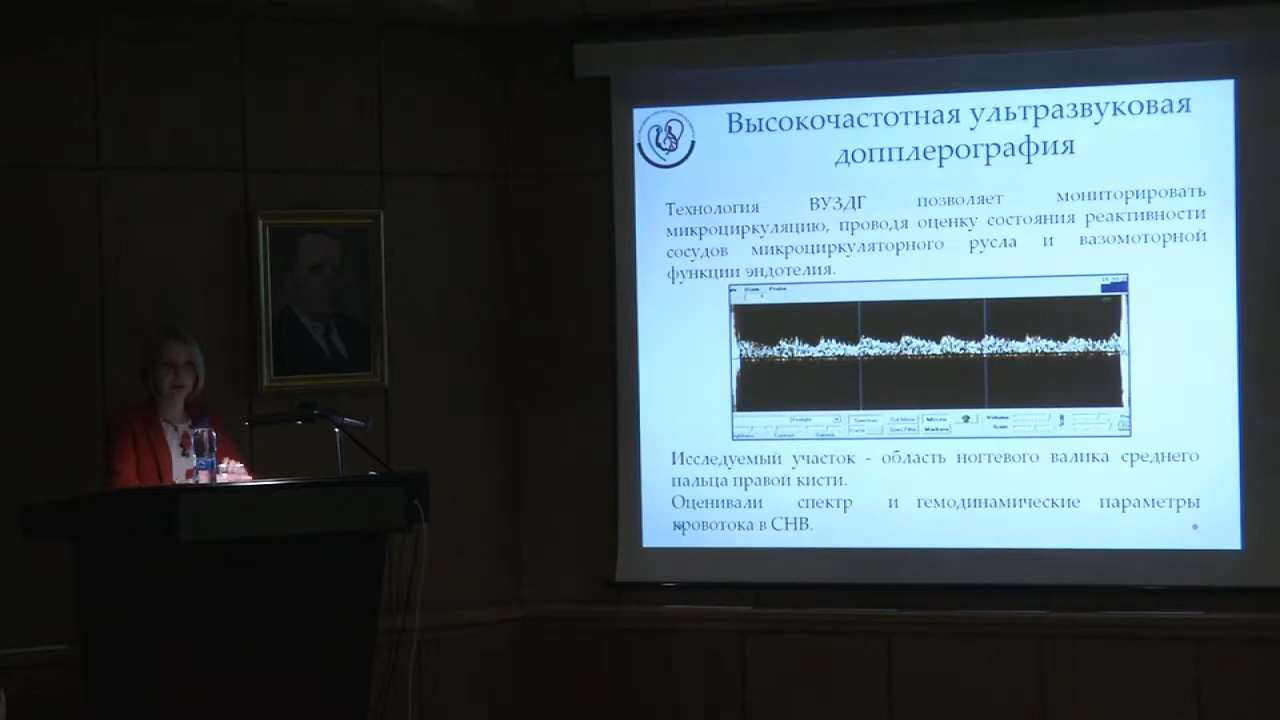 Высокочастотная ультразвуковая
допплерография
Технология ВУЗДГ позволяет мониторировать
микроциркуляцию, проводя оценку состояния реактивности
сосудов микроциркуляторного русла и вазомоторной
функции эндотелия.
Исследуемый участок - область ногтевого валика среднего
пальца правой кисти.
Оценивали спектр и гемодинамические параметры
кровотока в СНВ.